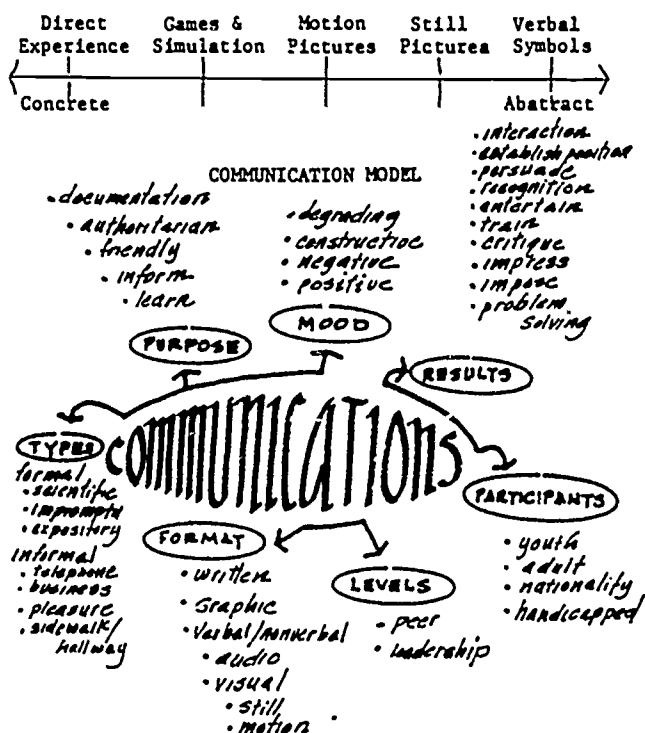 Direct Experience
Games & Simulation
Motion Pictures
Still Picturea
Verbal Symbols
Concrete
Abatract
COMMUNICATION MODEL
• documentation
• authoritarian
• friendly
• inform
• learn
• degrading
• constructive
• negative
• positive
• interaction
• establish position
• persuade
• recognition
• entertain
• train
• critique
• impress
• impose
• problem
solving
PURPOSE
MOOD
RESULTS
TYPES
communications
PARTICIPANTS
formal
• scientific
• impromptu
• expository
informal
• telephone
• business
• pleasure
• sidewalk/
hallway
FORMAT
• written
• graphic
• verbal/nonverbal
• audio
• visual
• still
• motion
LEVELS
• peer
• leadership
• youth
• adult
• nationality
• handicapped